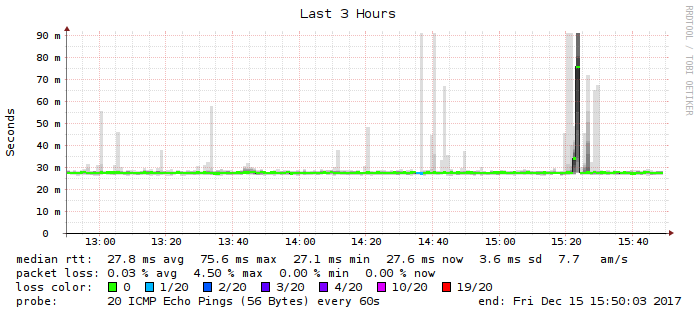 Last 3 Hours
RRDTOOL / TOBI OETIKER
Seconds
90 m
80 m
70 m
60 m
50 m
40 m
30 m
20 m
10 m
0
13:00 13:20 13:40 14:00 14:20 14:40 15:00 15:20 15:40
median rtt: 27.8 ms avg 75.6 ms max 27.1 ms min 27.6 ms now 3.6 ms sd 7.7 am/s
packet loss: 0.03 % avg 4.50 % max 0.00 % min 0.00 % now
loss color: 0 1/20 2/20 3/20 4/20 10/20 19/20
probe: 20 ICMP Echo Pings (56 Bytes) every 60s end: Fri Dec 15 15:50:03 2017